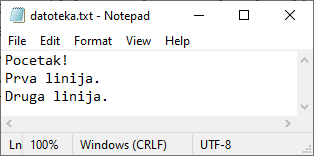 datoteka.txt - Notepad
File Edit Format View Help
Pocetak!
Prva linija.
Druga linija.
Ln 100% Windows (CRLF) UTF-8